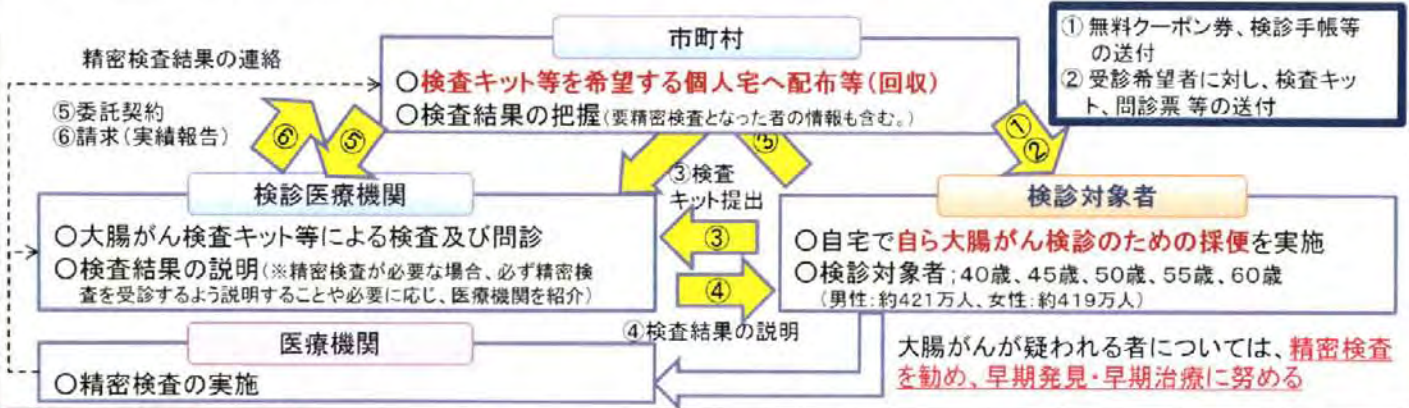 市町村
○検査キット等を希望する個人宅へ配布等(回収)
○検査結果の把握(要精密検査となった者の情報も含む。)
① 無料クーポン券、検診手帳等
の送付
② 受診希望者に対し、検査キッ
ト、問診票 等の送付
精密検査結果の連絡
⑤委託契約
⑥請求(実績報告)
⑥
⑤
③
①
②
検診医療機関
○大腸がん検査キット等による検査及び問診
○検査結果の説明(※精密検査が必要な場合、必ず精密検
査を受診するよう説明することや必要に応じ、医療機関を紹介)
③検査
キット提出
③
④
④検査結果の説明
検診対象者
○自宅で自ら大腸がん検診のための採便を実施
○検診対象者;40歳、45歳、50歳、55歳、60歳
(男性:約421万人、女性:約419万人)
医療機関
○精密検査の実施
大腸がんが疑われる者については、精密検査
を勧め、早期発見・早期治療に努める